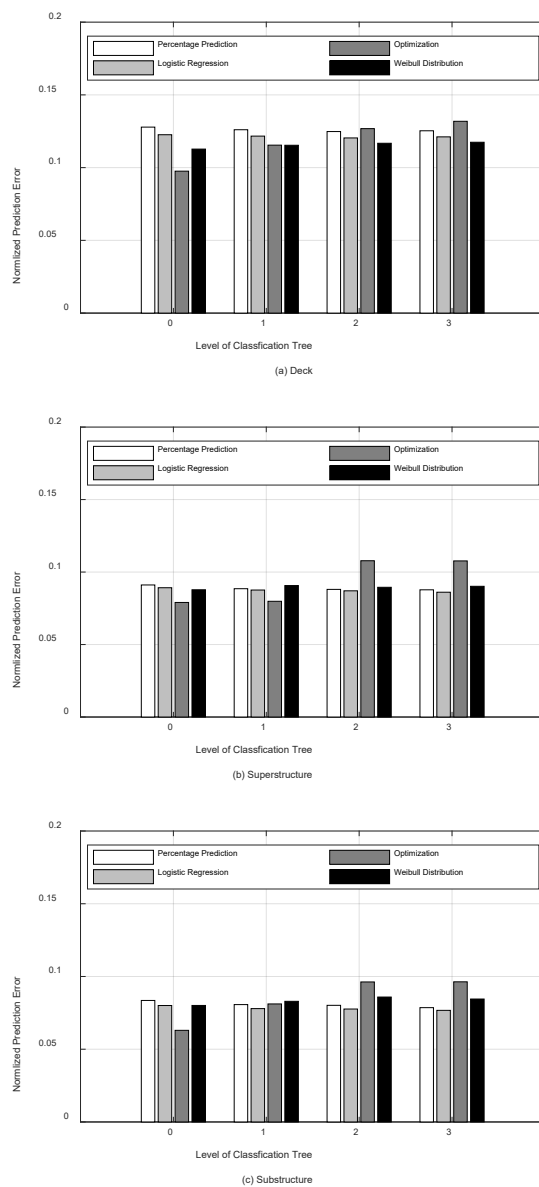 0.2
Percentage Prediction
Optimization
Logistic Regression
Weibull Distribution
0.15
0.1
0.05
0
Normlized Prediction Error
0 1 2 3
Level of Classfication Tree
(a) Deck
0.2
Percentage Prediction
Optimization
Logistic Regression
Weibull Distribution
0.15
0.1
0.05
0
Normlized Prediction Error
0 1 2 3
Level of Classfication Tree
(b) Superstructure
0.2
Percentage Prediction
Optimization
Logistic Regression
Weibull Distribution
0.15
0.1
0.05
0
Normlized Prediction Error
0 1 2 3
Level of Classfication Tree
(c) Substructure